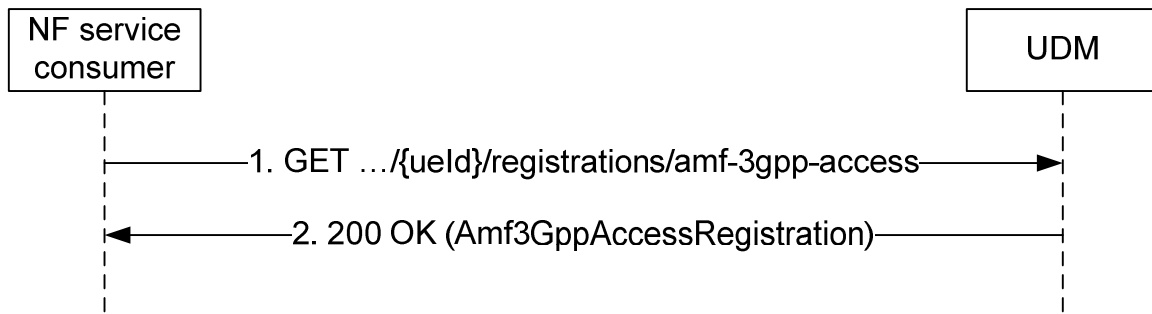 NF service
consumer
UDM
1. GET …/{ueId}/registrations/amf-3gpp-access
2. 200 OK (Amf3GppAccessRegistration)